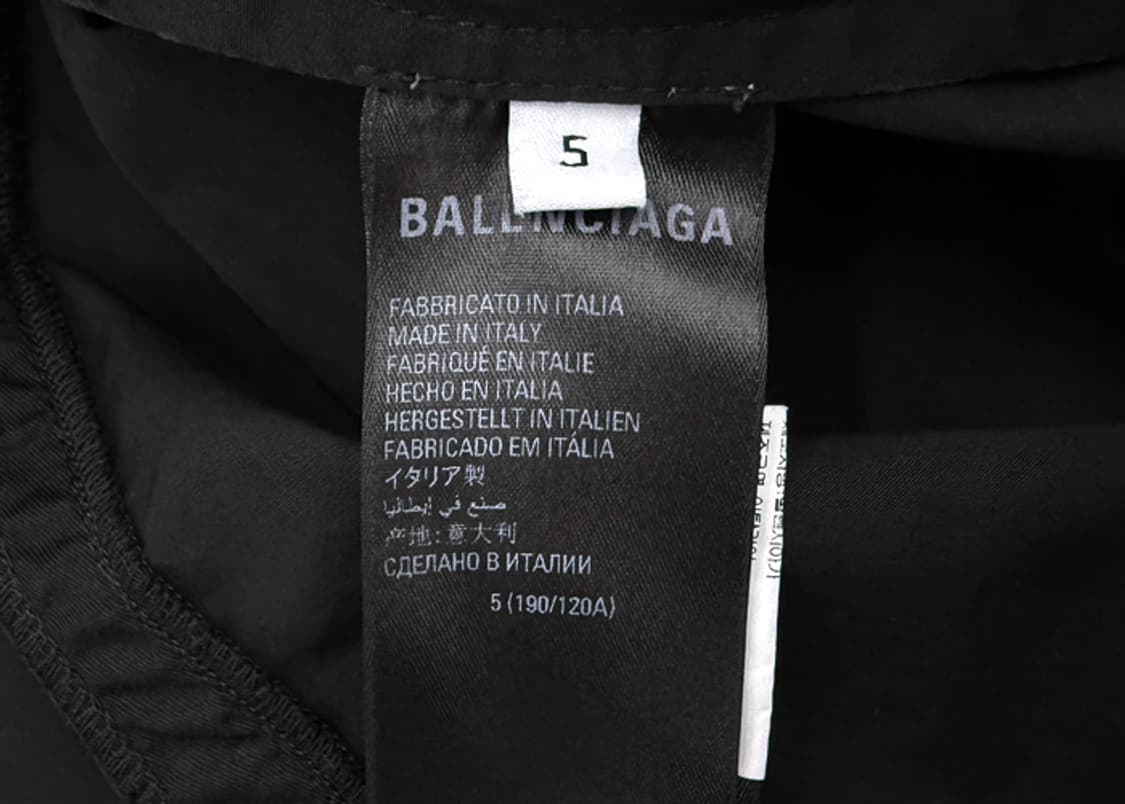 5
BALENCIAGA
FABBRICATO IN ITALIA
MADE IN ITALY
FABRIQUÉ EN ITALIE
HECHO EN ITALIA
HERGESTELLT IN ITALIEN
FABRICADO EM ITÁLIA
イタリア製
صنع في إيطاليا
产地:意大利
СДЕЛАНО В ИТАЛИИ
5 (190/120A)